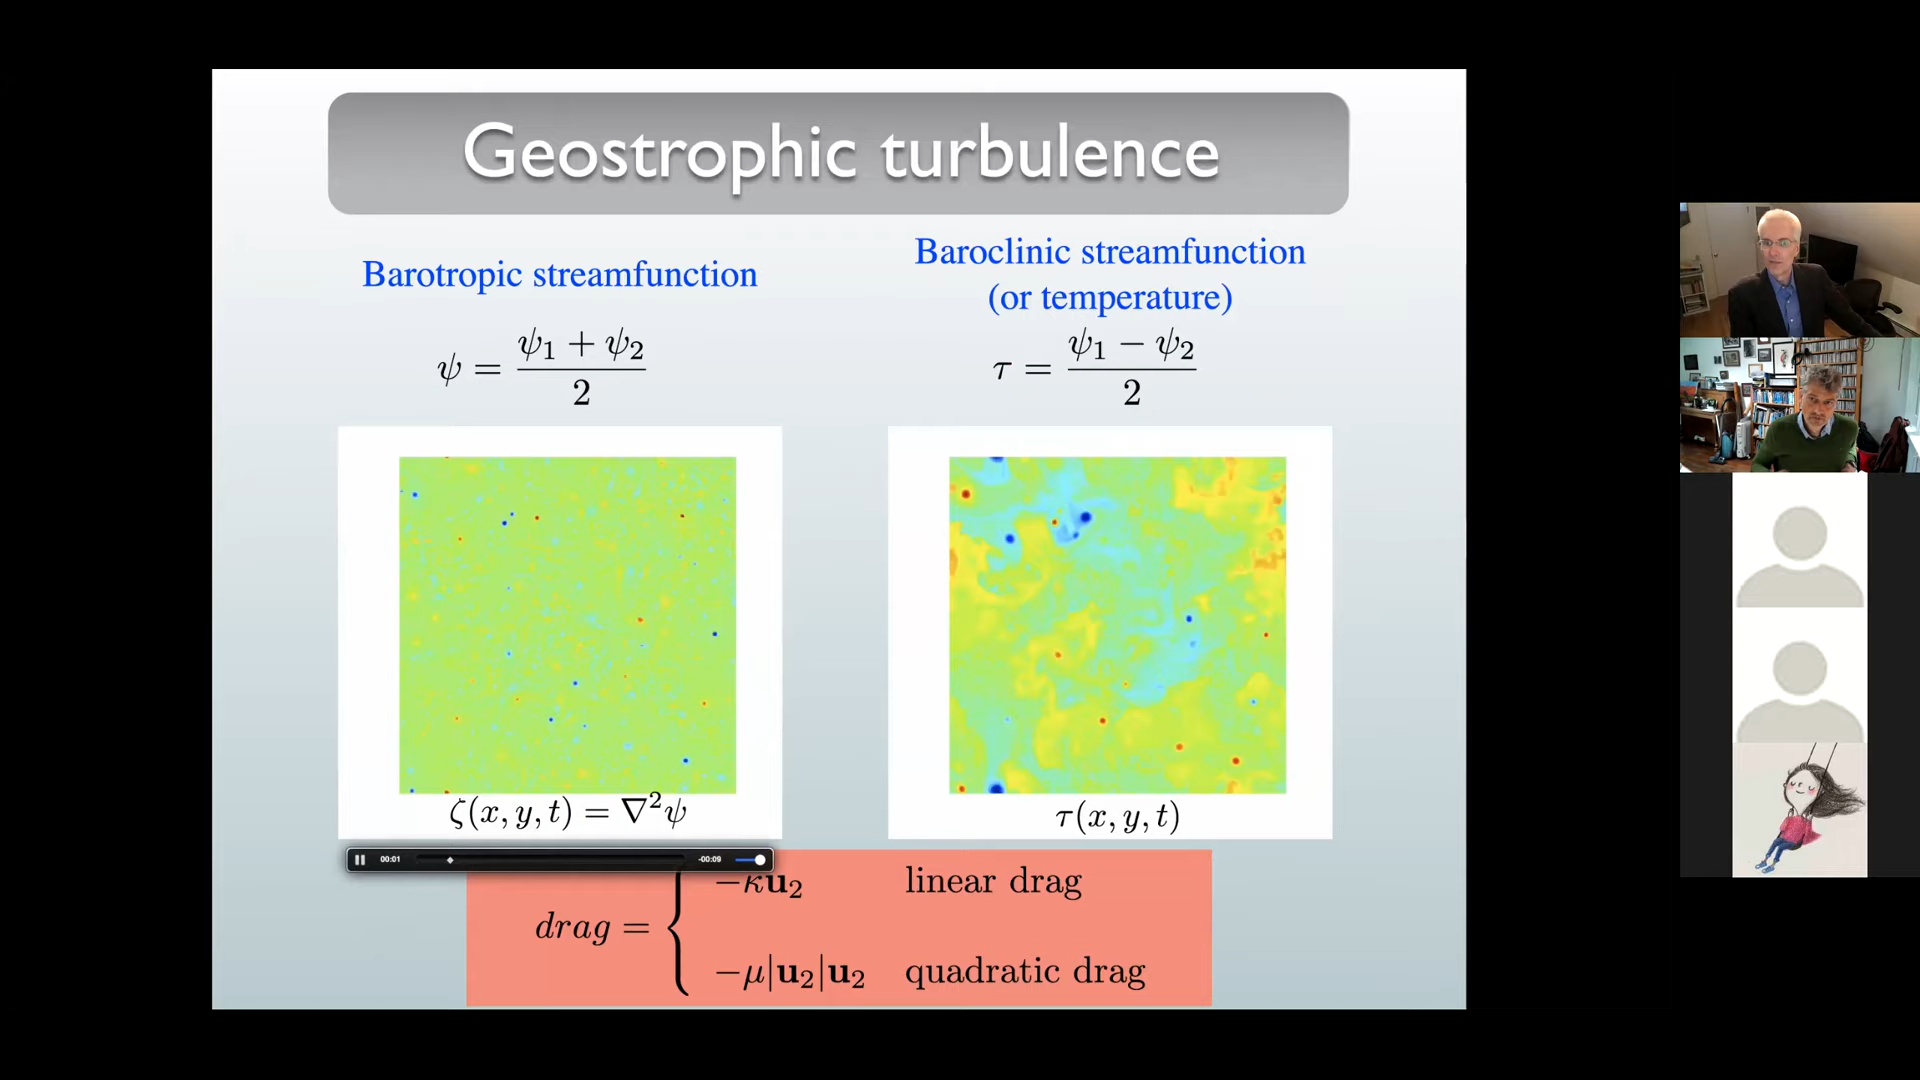 Geostrophic turbulence
Barotropic streamfunction
ψ = (ψ₁ + ψ₂) / 2
Baroclinic streamfunction
(or temperature)
τ = (ψ₁ − ψ₂) / 2
ζ(x, y, t) = ∇²ψ
τ(x, y, t)
00:01 -00:09
drag = {
−κu₂ linear drag
−μ|u₂|u₂ quadratic drag